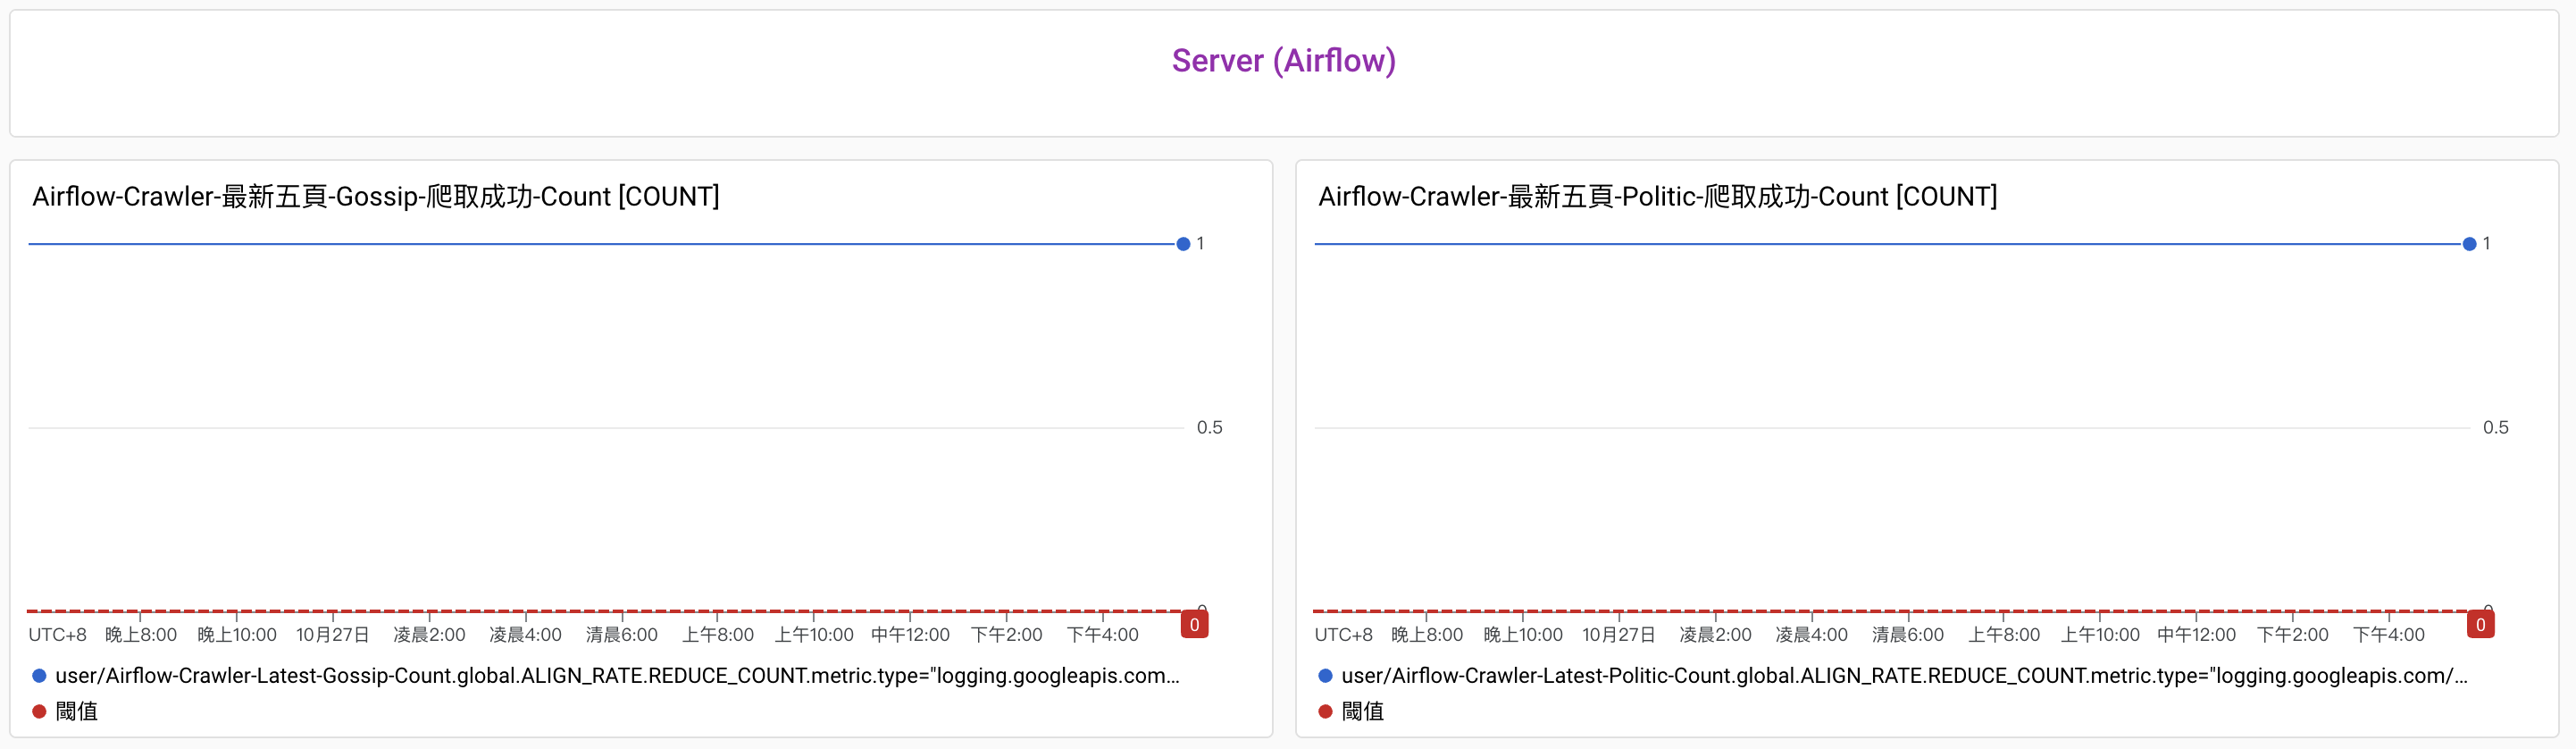 Server (Airflow)
Airflow-Crawler-最新五頁-Gossip-爬取成功-Count [COUNT]
1
0.5
0
0
UTC+8 晚上8:00 晚上10:00 10月27日 凌晨2:00 凌晨4:00 清晨6:00 上午8:00 上午10:00 中午12:00 下午2:00 下午4:00
user/Airflow-Crawler-Latest-Gossip-Count.global.ALIGN_RATE.REDUCE_COUNT.metric.type="logging.googleapis.com...
閾值
Airflow-Crawler-最新五頁-Politic-爬取成功-Count [COUNT]
1
0.5
0
0
UTC+8 晚上8:00 晚上10:00 10月27日 凌晨2:00 凌晨4:00 清晨6:00 上午8:00 上午10:00 中午12:00 下午2:00 下午4:00
user/Airflow-Crawler-Latest-Politic-Count.global.ALIGN_RATE.REDUCE_COUNT.metric.type="logging.googleapis.com/...
閾值